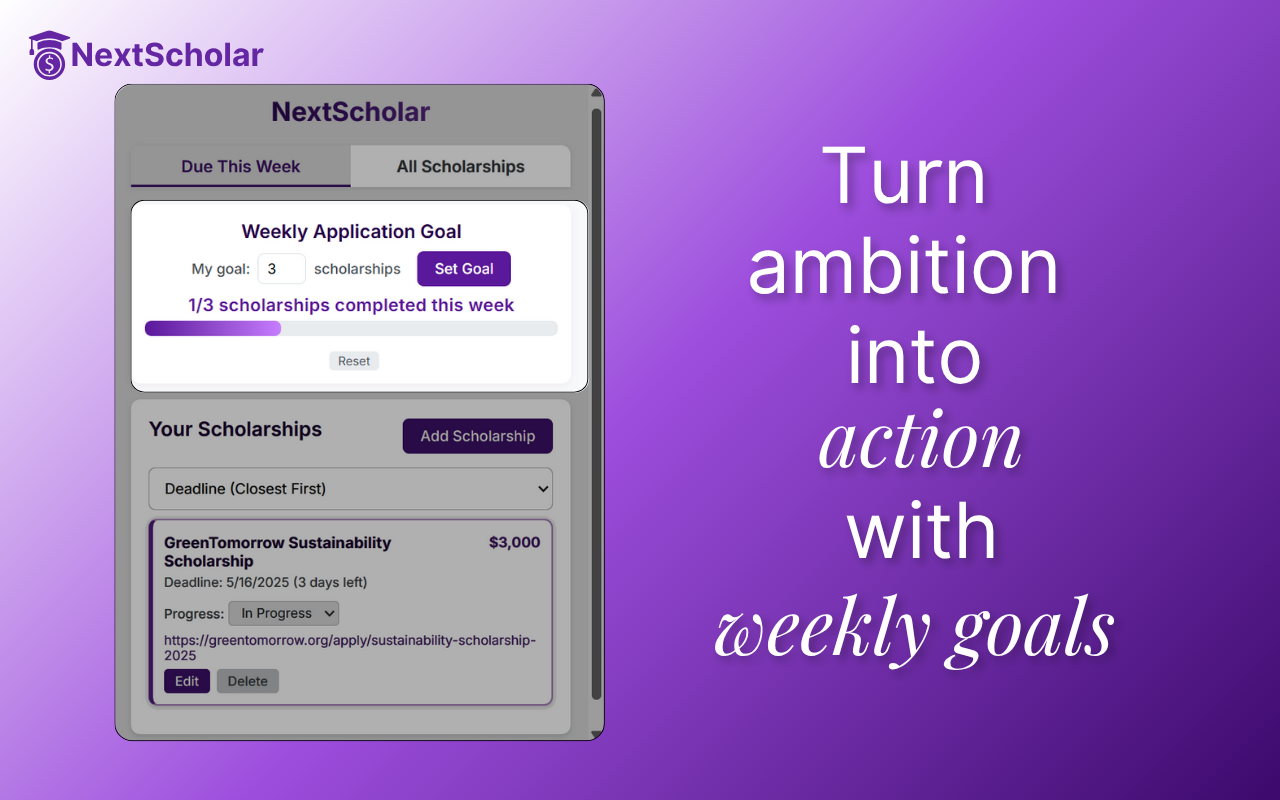 NextScholar
NextScholar
Due This Week
All Scholarships
Weekly Application Goal
My goal: 3 scholarships Set Goal
1/3 scholarships completed this week
Reset
Your Scholarships
Add Scholarship
Deadline (Closest First)
GreenTomorrow Sustainability
Scholarship
$3,000
Deadline: 5/16/2025 (3 days left)
Progress: In Progress
https://greentomorrow.org/apply/sustainability-scholarship-
2025
Edit
Delete
Turn
ambition
into
action
with
weekly goals